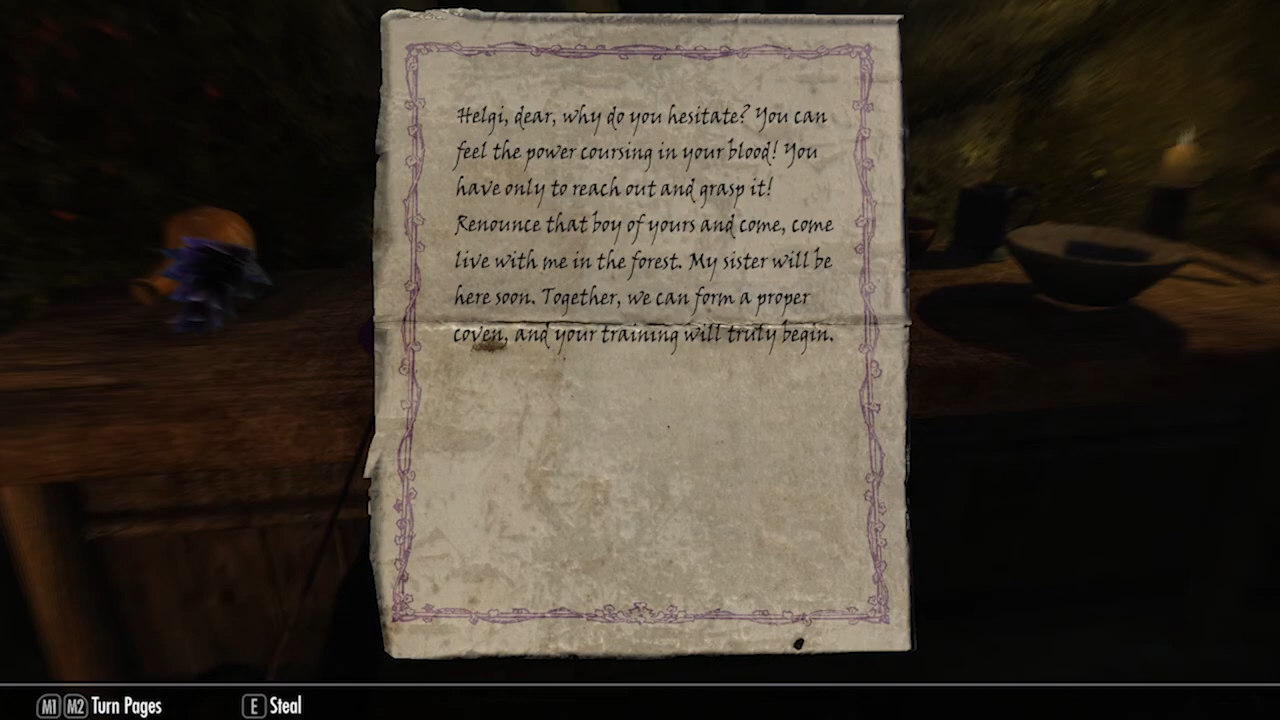 Helgi, dear, why do you hesitate? You can
feel the power coursing in your blood! You
have only to reach out and grasp it!
Renounce that boy of yours and come, come
live with me in the forest. My sister will be
here soon. Together, we can form a proper
coven, and your training will truly begin.
M1 M2 Turn Pages E Steal